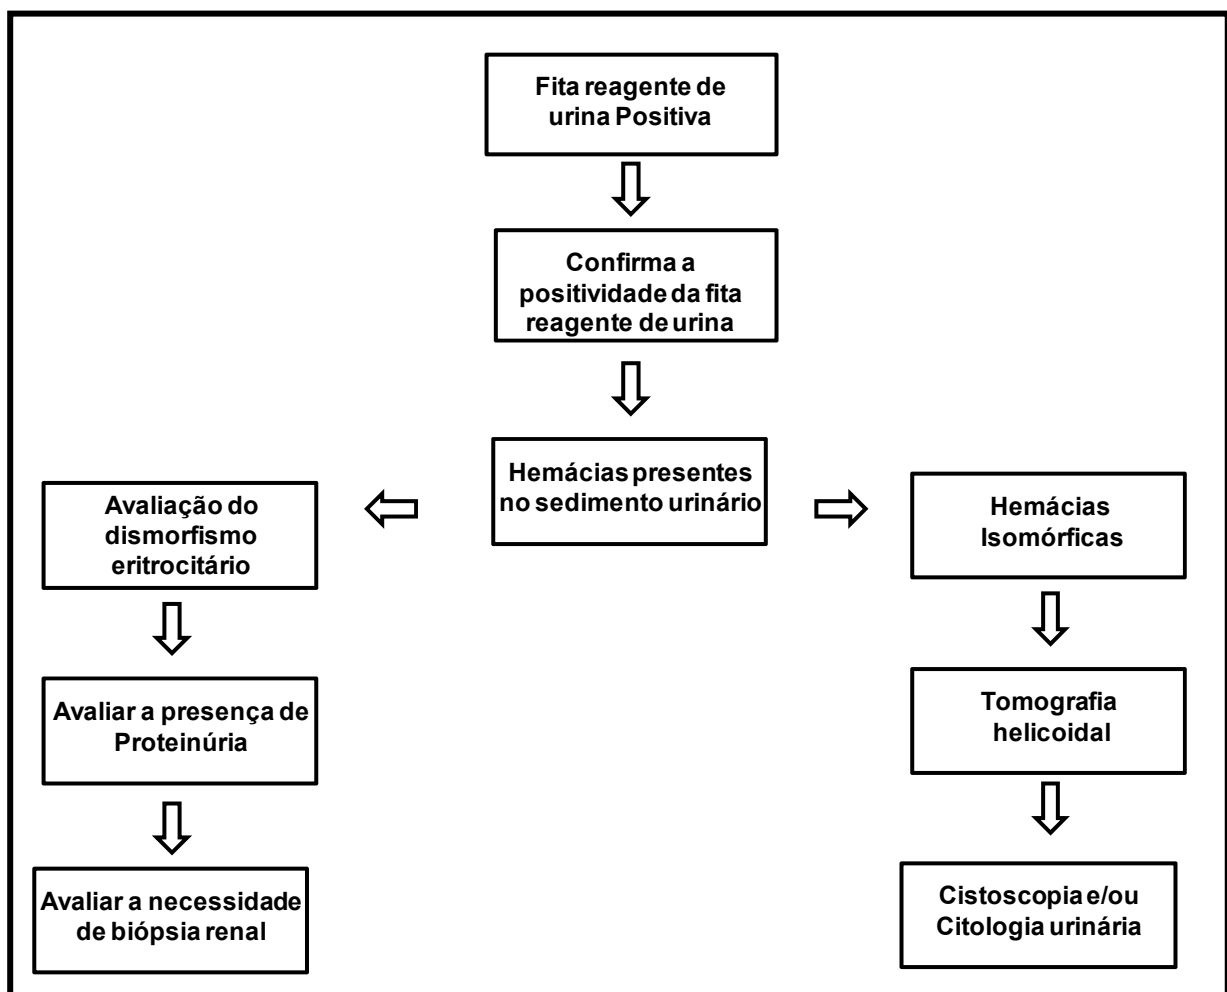 Fita reagente de
urina Positiva
Confirma a
positividade da fita
reagente de urina
Hemácias presentes
no sedimento urinário
Avaliação do
dismorfismo
eritrocitário
Avaliar a presença de
Proteinúria
Avaliar a necessidade
de biópsia renal
Hemácias
Isomórficas
Tomografia
helicoidal
Cistoscopia e/ou
Citologia urinária